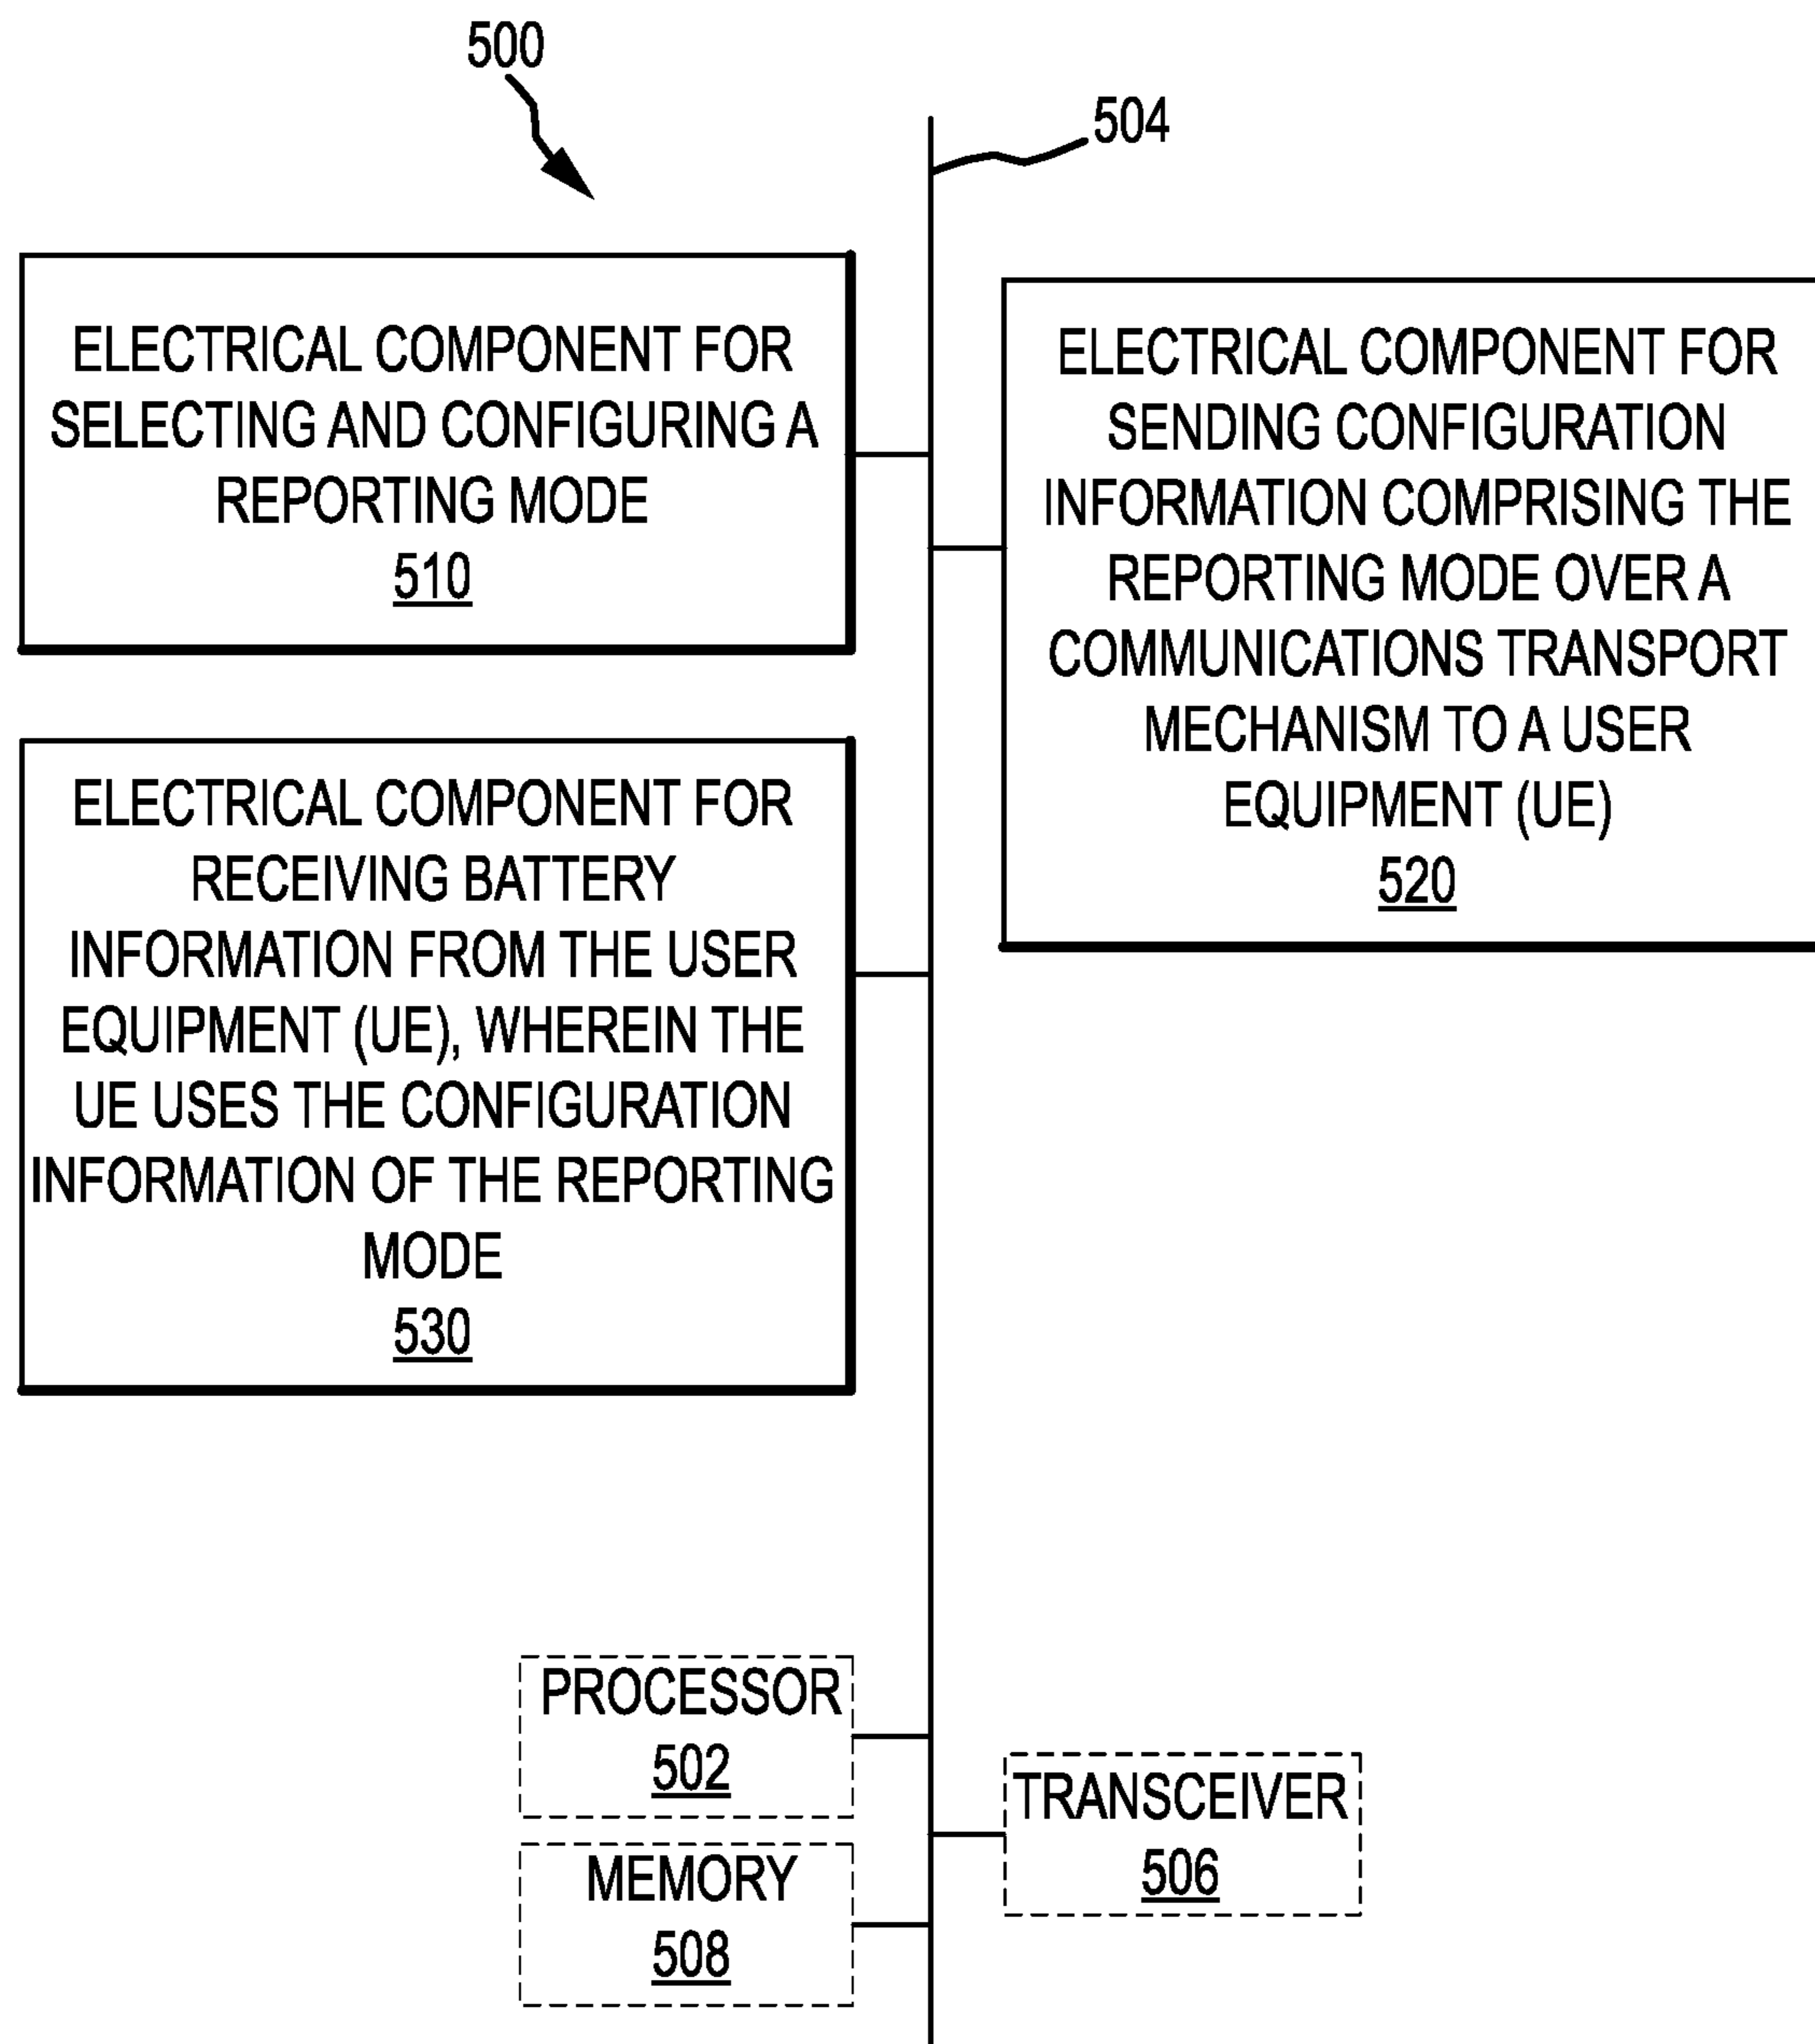 500
504
ELECTRICAL COMPONENT FOR
SELECTING AND CONFIGURING A
REPORTING MODE
510
ELECTRICAL COMPONENT FOR
SENDING CONFIGURATION
INFORMATION COMPRISING THE
REPORTING MODE OVER A
COMMUNICATIONS TRANSPORT
MECHANISM TO A USER
EQUIPMENT (UE)
520
ELECTRICAL COMPONENT FOR
RECEIVING BATTERY
INFORMATION FROM THE USER
EQUIPMENT (UE), WHEREIN THE
UE USES THE CONFIGURATION
INFORMATION OF THE REPORTING
MODE
530
PROCESSOR
502
TRANSCEIVER
506
MEMORY
508